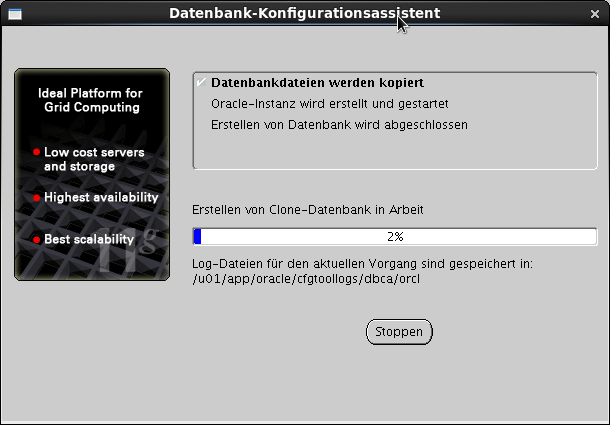 Datenbank-Konfigurationsassistent
Ideal Platform for
Grid Computing
Low cost servers
and storage
Highest availability
Best scalability
11g
Datenbankdateien werden kopiert
Oracle-Instanz wird erstellt und gestartet
Erstellen von Datenbank wird abgeschlossen
Erstellen von Clone-Datenbank in Arbeit
2%
Log-Dateien für den aktuellen Vorgang sind gespeichert in:
/u01/app/oracle/cfgtoollogs/dbca/orcl
Stoppen